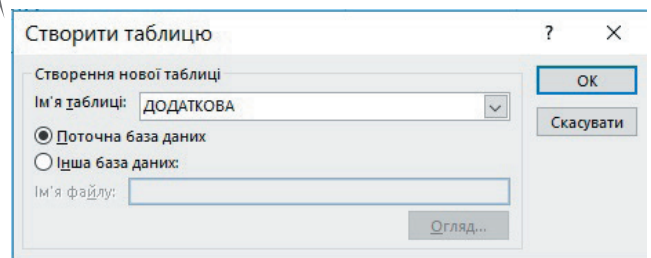 Створити таблицю
? ×
Створення нової таблиці
Ім'я таблиці: ДОДАТКОВА
ОК
Поточна база даних
Скасувати
Інша база даних:
Ім'я файлу:
Огляд...